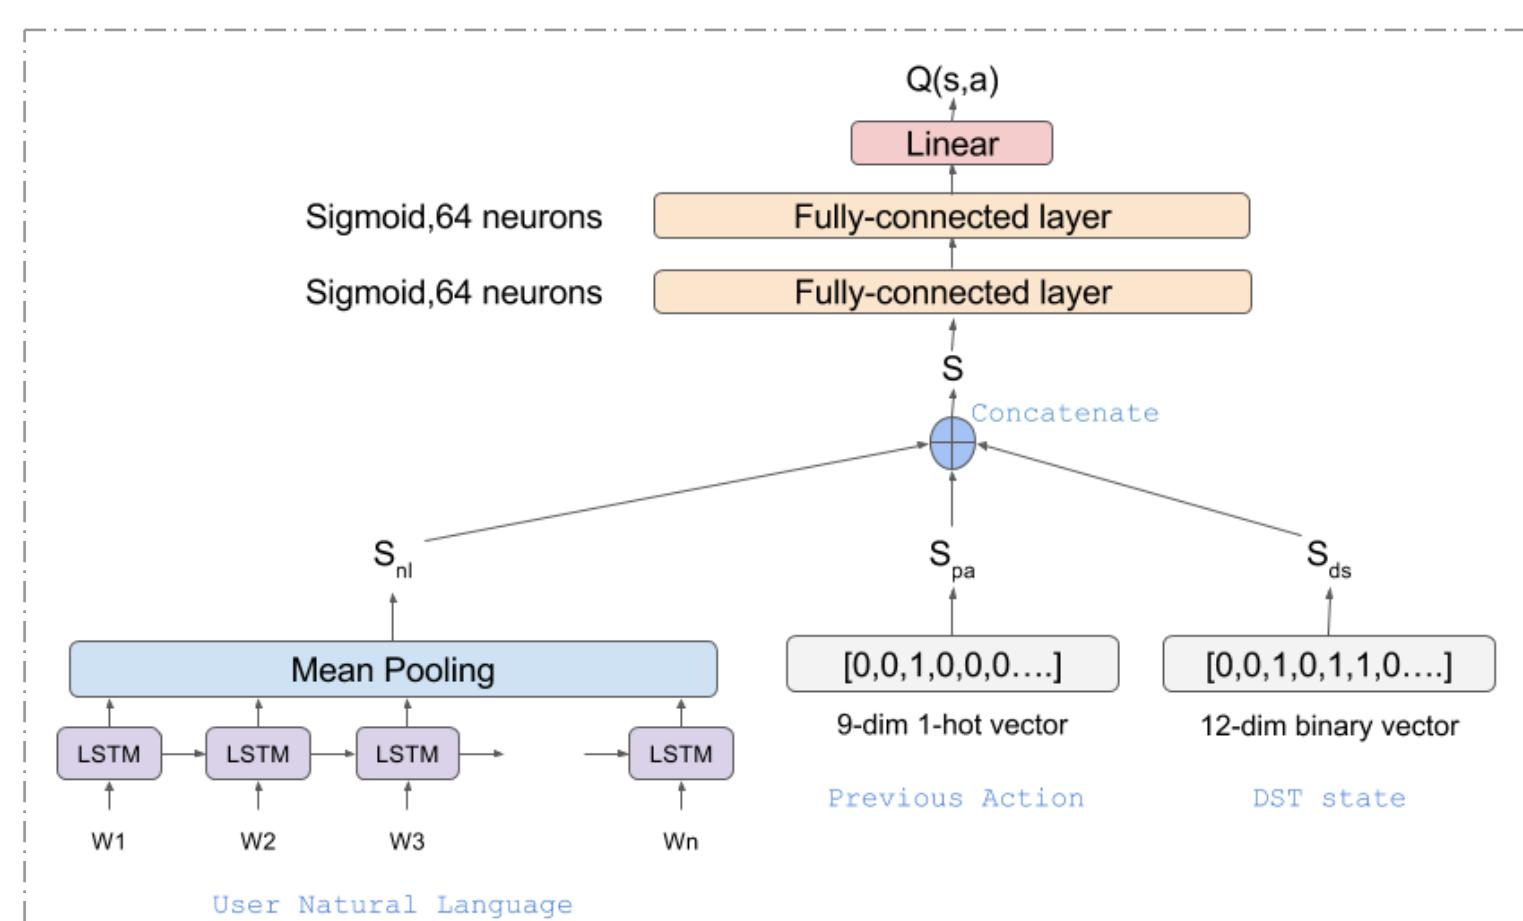 Q(s,a)
Linear
Sigmoid,64 neurons
Fully-connected layer
Sigmoid,64 neurons
Fully-connected layer
S
Concatenate
Snl
Spa
Sds
Mean Pooling
[0,0,1,0,0,0....]
[0,0,1,0,1,1,0....]
9-dim 1-hot vector
12-dim binary vector
LSTM
LSTM
LSTM
LSTM
Previous Action
DST state
W1
W2
W3
Wn
User Natural Language